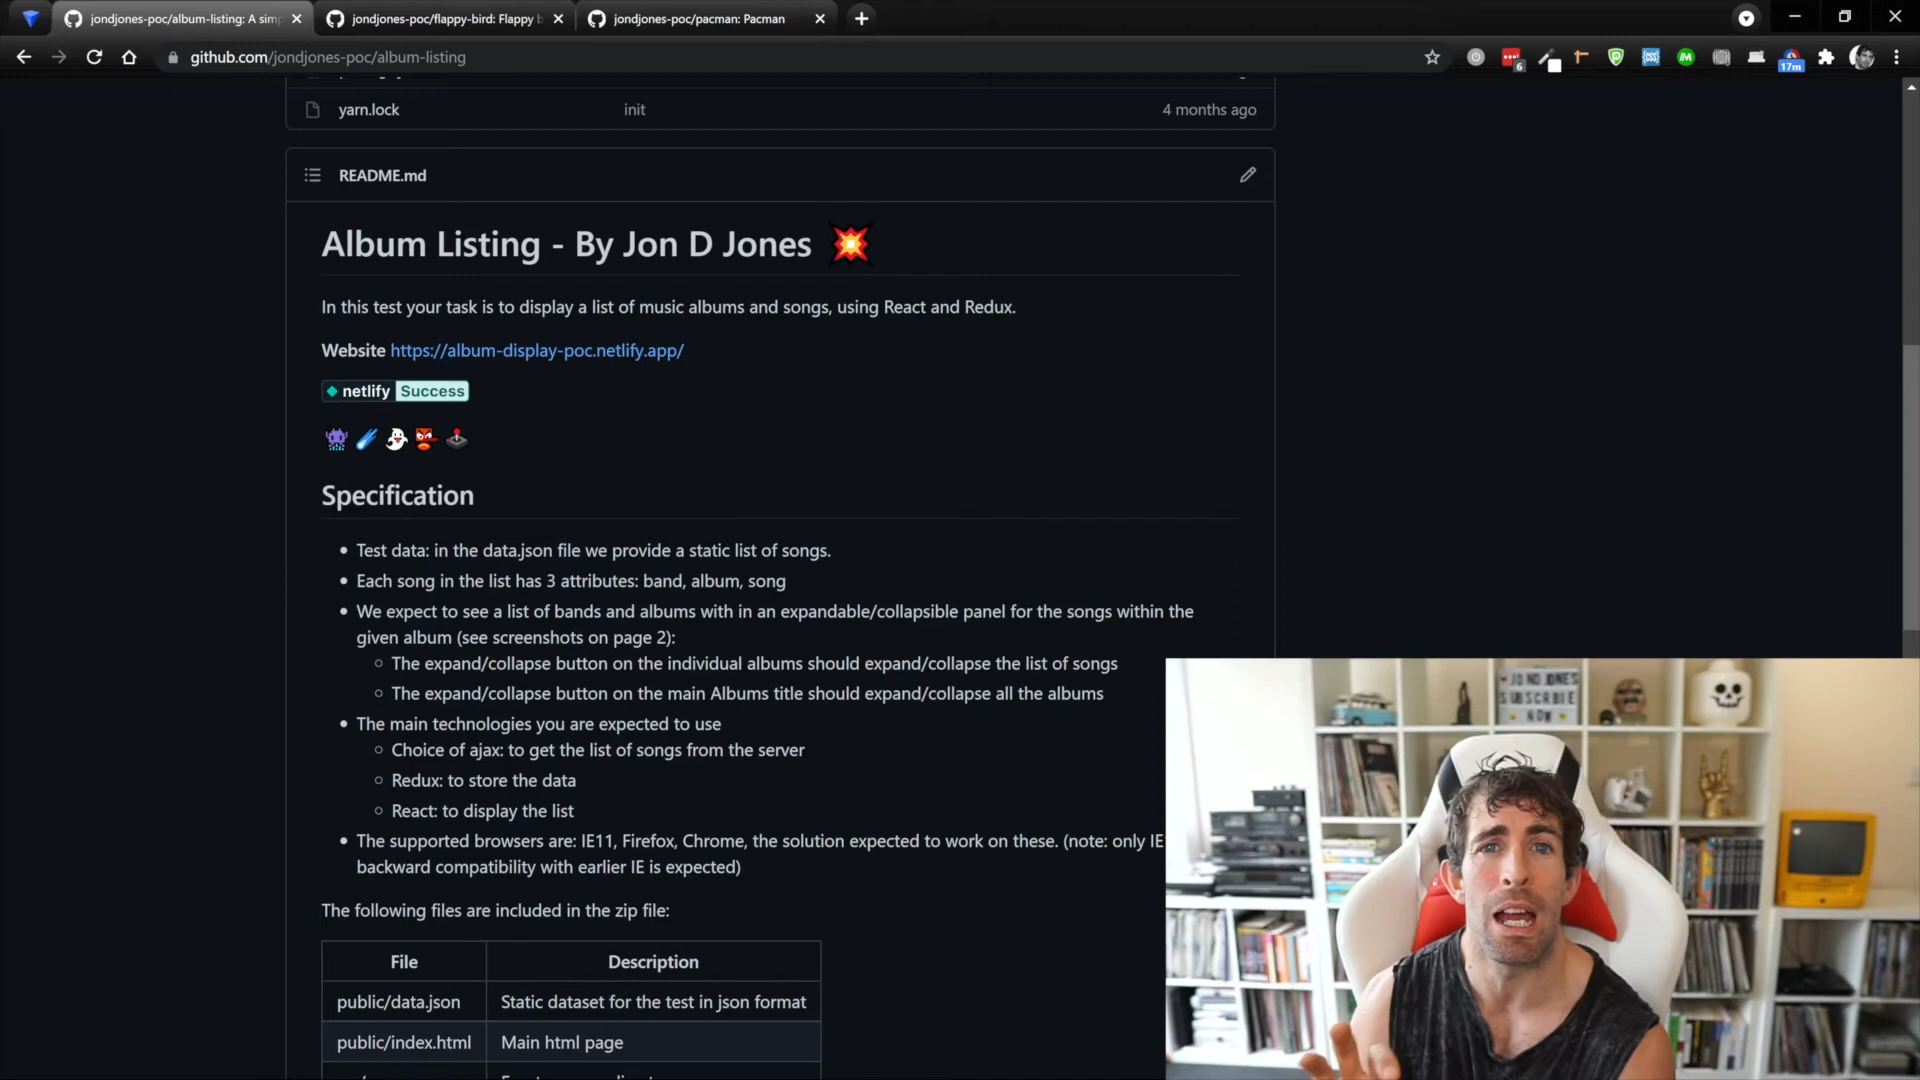 jondjones-poc/album-listing: A simp
jondjones-poc/flappy-bird: Flappy b
jondjones-poc/pacman: Pacman
github.com/jondjones-poc/album-listing
6
17m
yarn.lock init 4 months ago
README.md
Album Listing - By Jon D Jones
In this test your task is to display a list of music albums and songs, using React and Redux.
Website https://album-display-poc.netlify.app/
netlify Success
Specification
Test data: in the data.json file we provide a static list of songs.
Each song in the list has 3 attributes: band, album, song
We expect to see a list of bands and albums with in an expandable/collapsible panel for the songs within the
given album (see screenshots on page 2):
The expand/collapse button on the individual albums should expand/collapse the list of songs
The expand/collapse button on the main Albums title should expand/collapse all the albums
The main technologies you are expected to use
Choice of ajax: to get the list of songs from the server
Redux: to store the data
React: to display the list
The supported browsers are: IE11, Firefox, Chrome, the solution expected to work on these. (note: only IE
backward compatibility with earlier IE is expected)
The following files are included in the zip file:
File Description
public/data.json Static dataset for the test in json format
public/index.html Main html page
JON D JONES
SUBSCRIBE
NOW